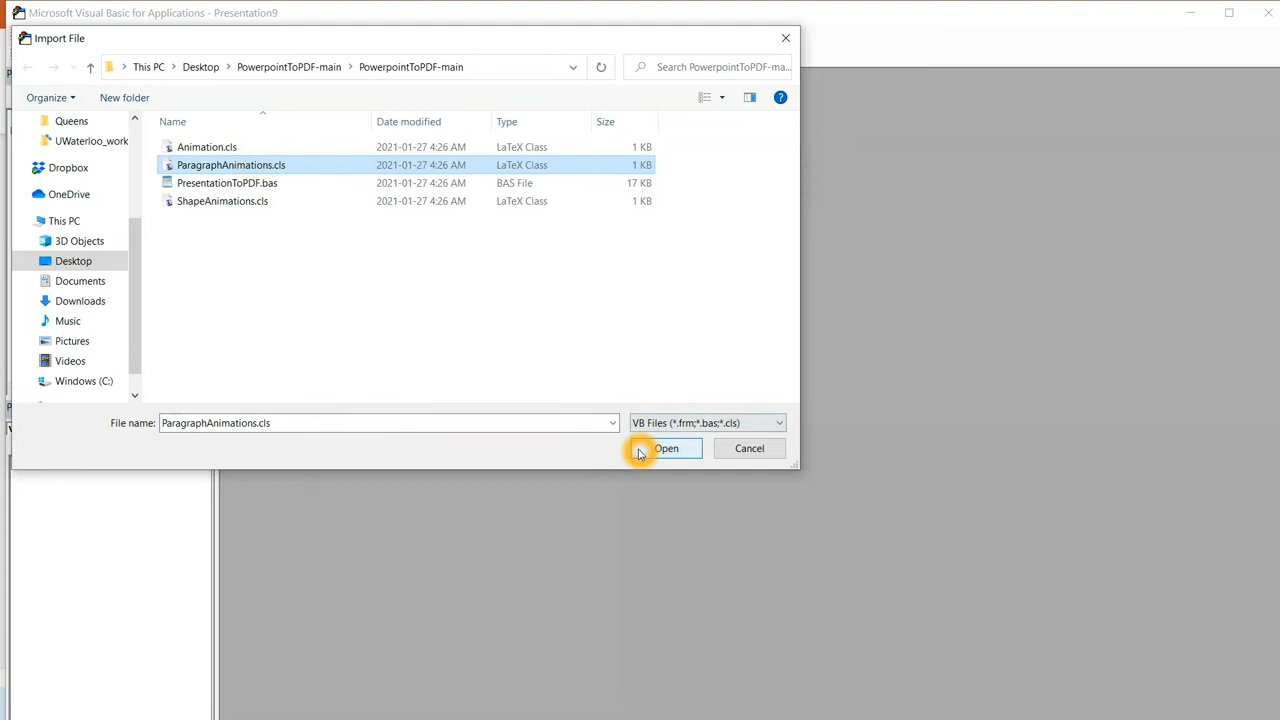 Microsoft Visual Basic for Applications - Presentation9
Import File
This PC > Desktop > PowerpointToPDF-main > PowerpointToPDF-main
Search PowerpointToPDF-ma...
Organize
New folder
Name Date modified Type Size
Animation.cls 2021-01-27 4:26 AM LaTeX Class 1 KB
ParagraphAnimations.cls 2021-01-27 4:26 AM LaTeX Class 1 KB
PresentationToPDF.bas 2021-01-27 4:26 AM BAS File 17 KB
ShapeAnimations.cls 2021-01-27 4:26 AM LaTeX Class 1 KB
Queens
UWaterloo_work
Dropbox
OneDrive
This PC
3D Objects
Desktop
Documents
Downloads
Music
Pictures
Videos
Windows (C:)
File name: ParagraphAnimations.cls
VB Files (*.frm;*.bas;*.cls)
Open
Cancel